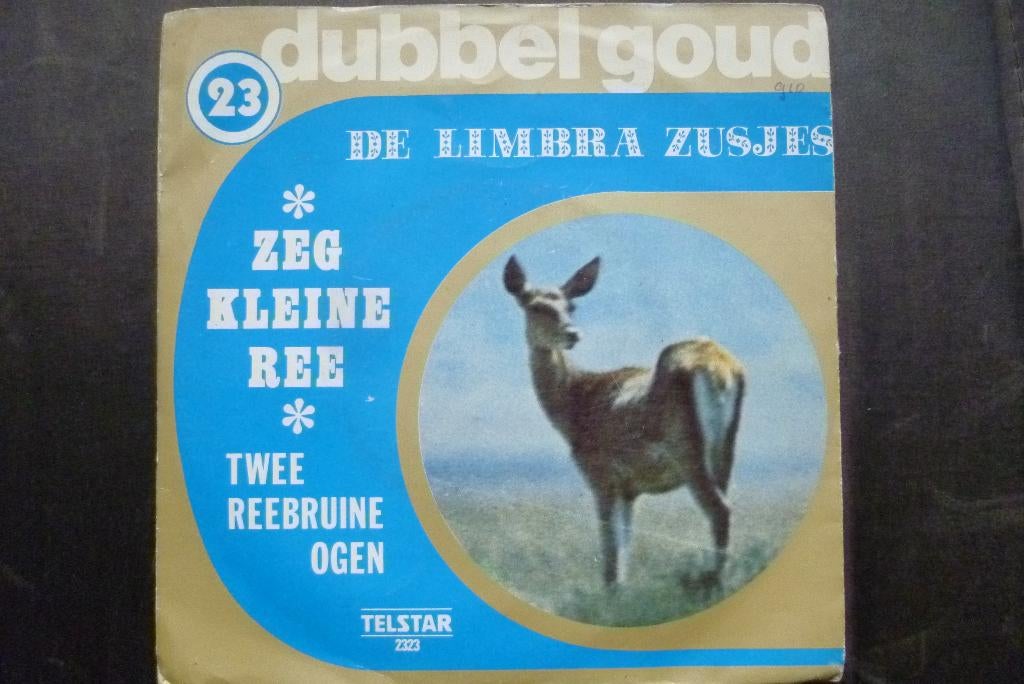 dubbel goud
23
DE LIMBRA ZUSJES
*
ZEG
KLEINE
REE
*
TWEE
REEBRUINE
OGEN
TELSTAR
2323